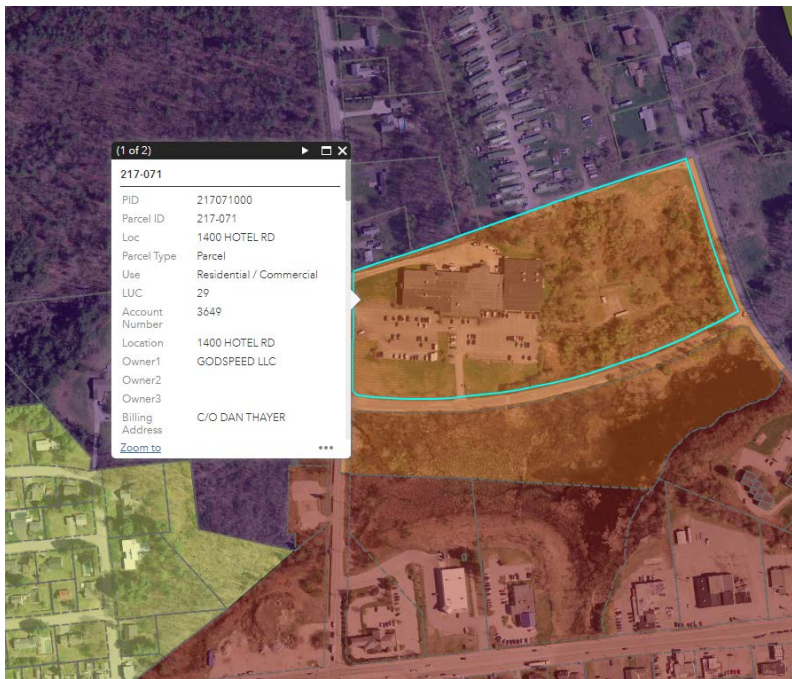 (1 of 2)
217-071
PID 217071000
Parcel ID 217-071
Loc 1400 HOTEL RD
Parcel Type Parcel
Use Residential / Commercial
LUC 29
Account Number 3649
Location 1400 HOTEL RD
Owner1 GODSPEED LLC
Owner2
Owner3
Billing Address C/O DAN THAYER
Zoom to